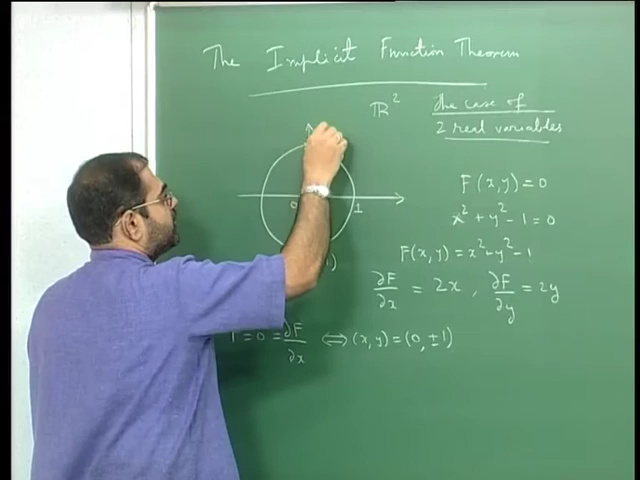 The Implicit Function Theorem
ℝ² the case of
2 real variables
F(x,y)=0
x²+y²-1=0
F(x,y)=x²+y²-1
∂F/∂x = 2x, ∂F/∂y = 2y
0 1
= 0 = ∂F/∂x ⟺ (x,y)=(0,±1)